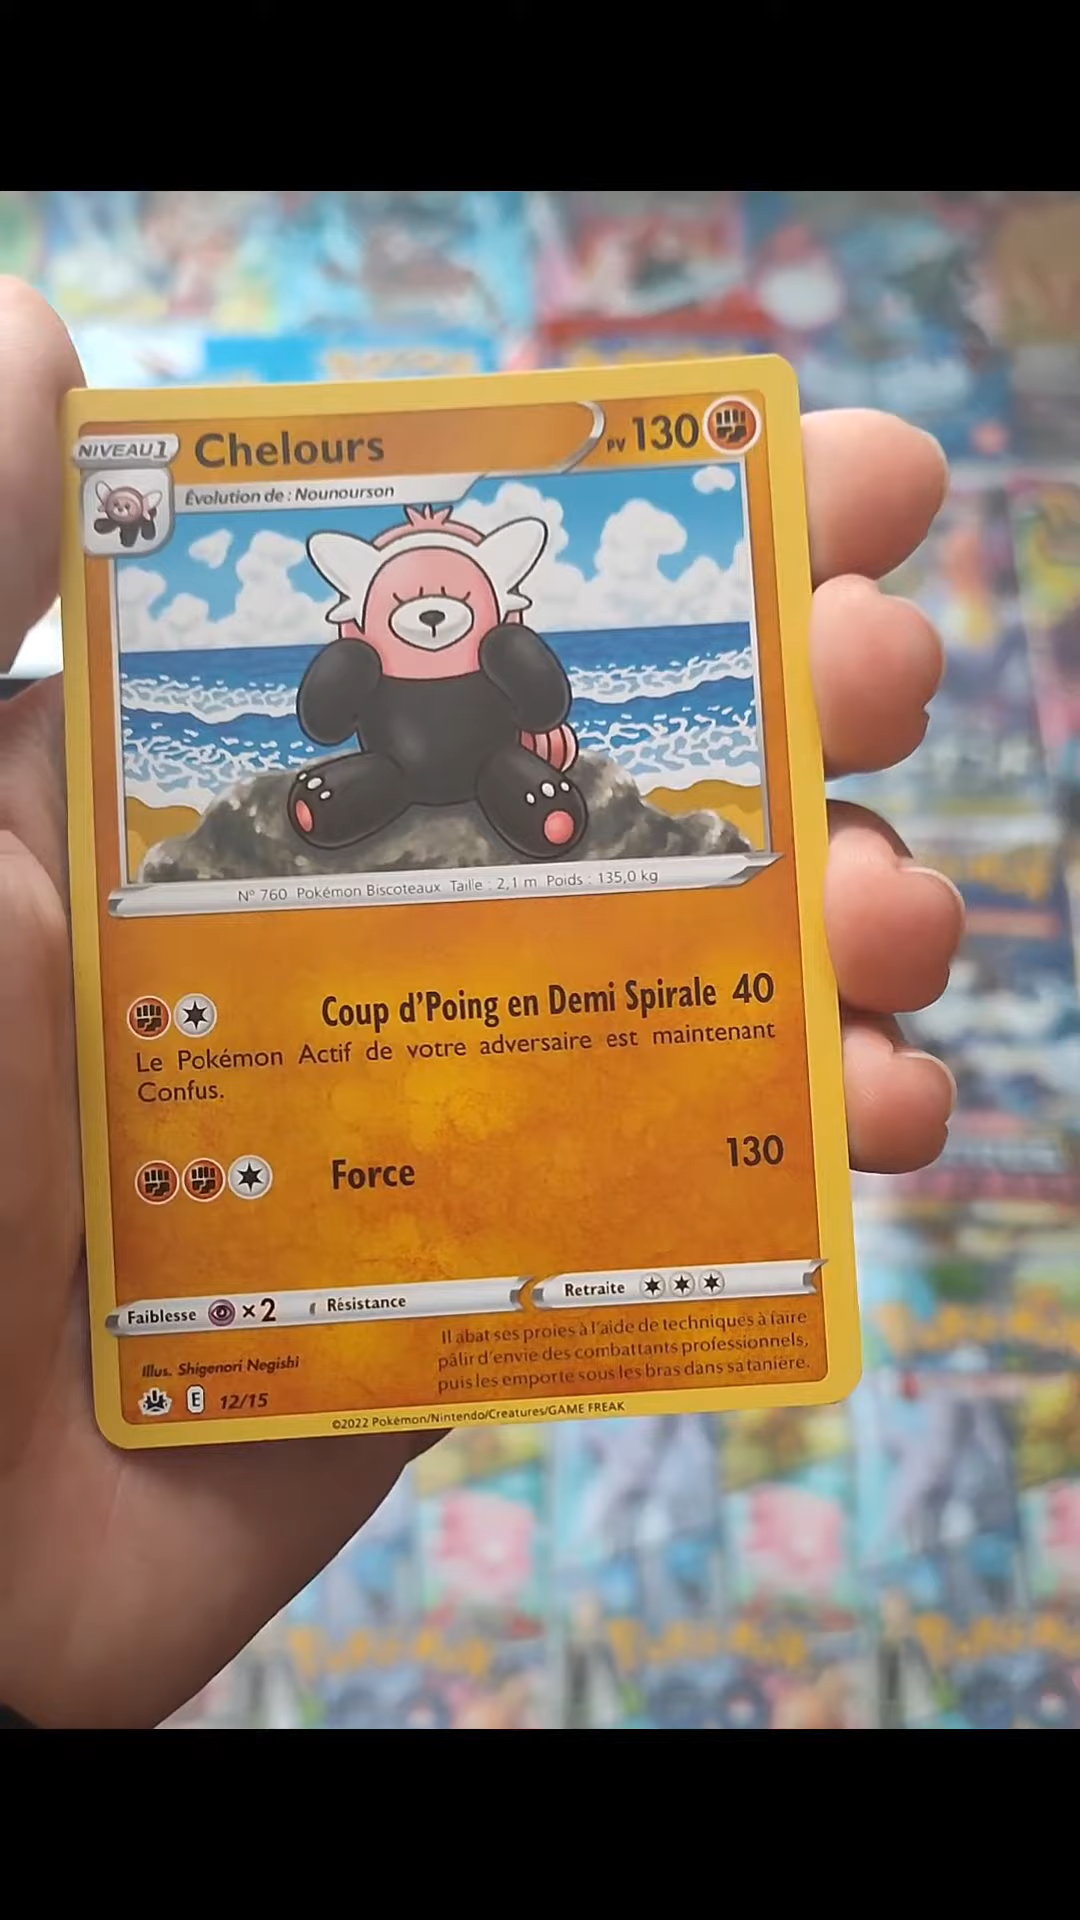 NIVEAU 1
Chelours
PV 130
Évolution de : Nounourson
N° 760 Pokémon Biscoteaux Taille : 2,1 m Poids : 135,0 kg
Coup d'Poing en Demi Spirale 40
Le Pokémon Actif de votre adversaire est maintenant
Confus.
Force 130
Faiblesse ×2 Résistance Retraite
Il abat ses proies à l'aide de techniques à faire
pâlir d'envie des combattants professionnels,
puis les emporte sous les bras dans sa tanière.
Illus. Shigenori Negishi
E 12/15
©2022 Pokémon/Nintendo/Creatures/GAME FREAK